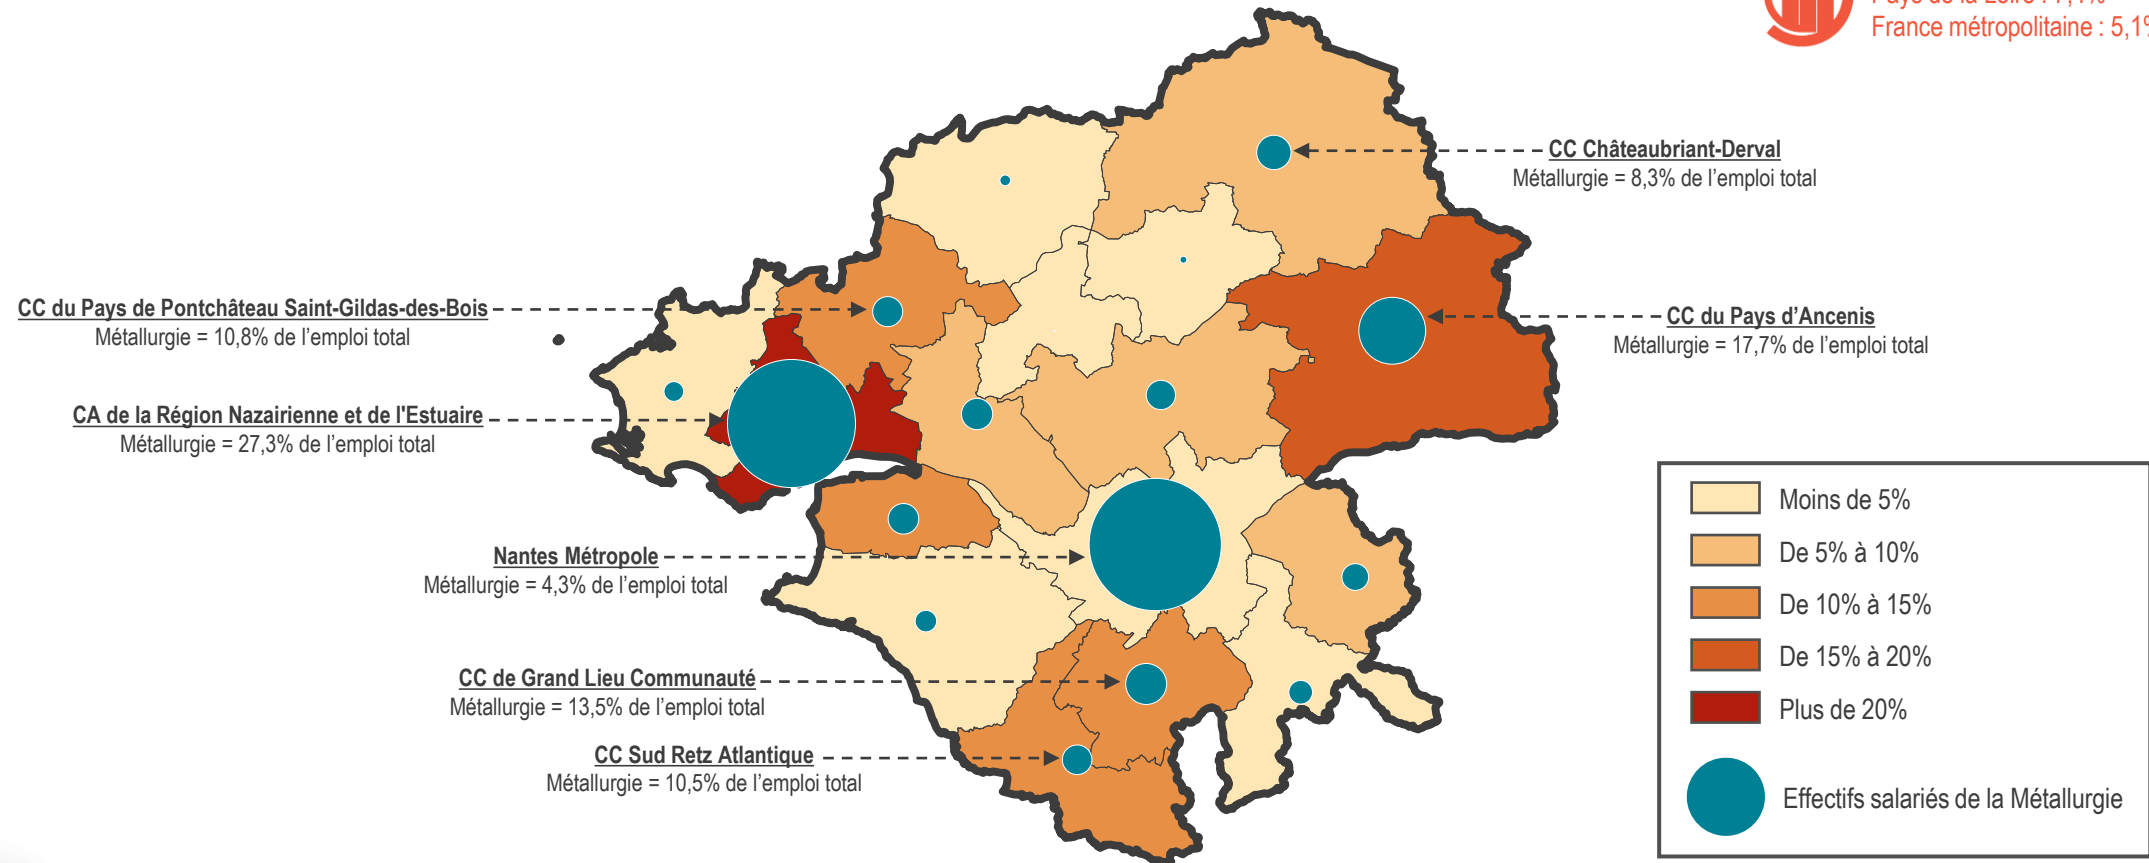 France métropolitaine : 5,1%
CC Châteaubriant-Derval
Métallurgie = 8,3% de l'emploi total
CC du Pays de Pontchâteau Saint-Gildas-des-Bois
Métallurgie = 10,8% de l'emploi total
CC du Pays d'Ancenis
Métallurgie = 17,7% de l'emploi total
CA de la Région Nazairienne et de l'Estuaire
Métallurgie = 27,3% de l'emploi total
Nantes Métropole
Métallurgie = 4,3% de l'emploi total
CC de Grand Lieu Communauté
Métallurgie = 13,5% de l'emploi total
CC Sud Retz Atlantique
Métallurgie = 10,5% de l'emploi total
Moins de 5%
De 5% à 10%
De 10% à 15%
De 15% à 20%
Plus de 20%
Effectifs salariés de la Métallurgie